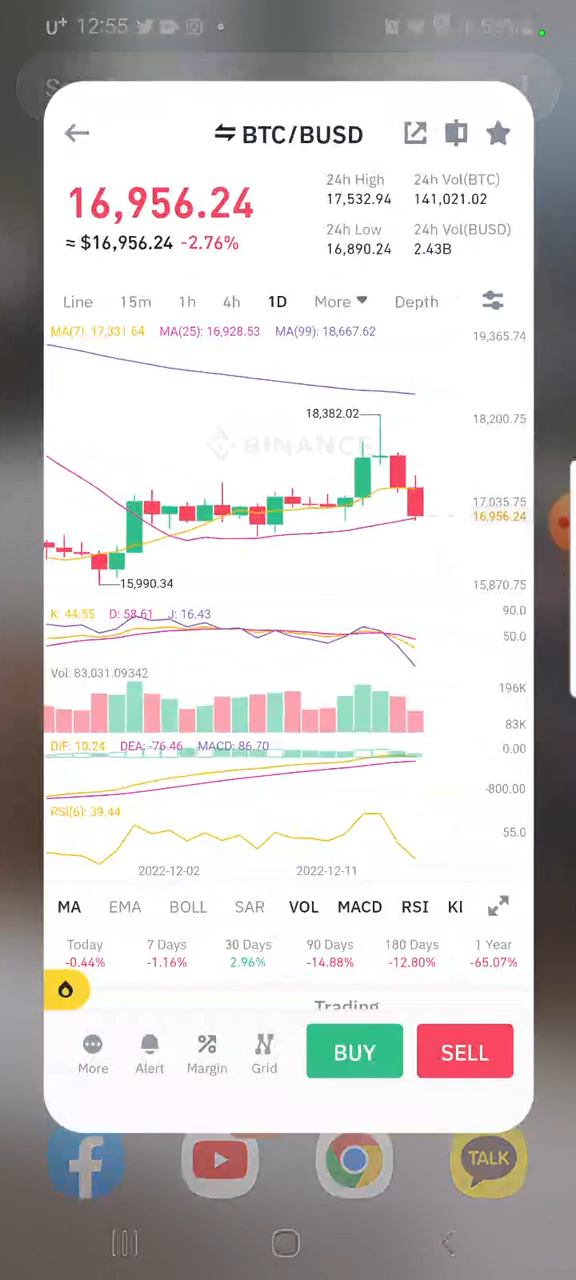 U+ 12:55
BTC/BUSD
16,956.24
≈ $16,956.24 -2.76%
24h High 24h Vol(BTC)
17,532.94 141,021.02
24h Low 24h Vol(BUSD)
16,890.24 2.43B
Line 15m 1h 4h 1D More Depth
MA(7): 17,331.64 MA(25): 16,928.53 MA(99): 18,667.62
19,365.74
18,382.02
18,200.75
BINANCE
17,035.75
16,956.24
15,990.34
15,870.75
K: 44.55 D: 58.61 J: 16.43
90.0
50.0
Vol: 83,031.09342
196K
83K
DIF: 10.24 DEA: -76.46 MACD: 86.70
0.00
-800.00
RSI(6): 39.44
55.0
2022-12-02 2022-12-11
MA EMA BOLL SAR VOL MACD RSI
Today 7 Days 30 Days 90 Days 180 Days 1 Year
-0.44% -1.16% 2.96% -14.88% -12.80% -65.07%
Trading
More Alert Margin Grid
BUY SELL
TALK